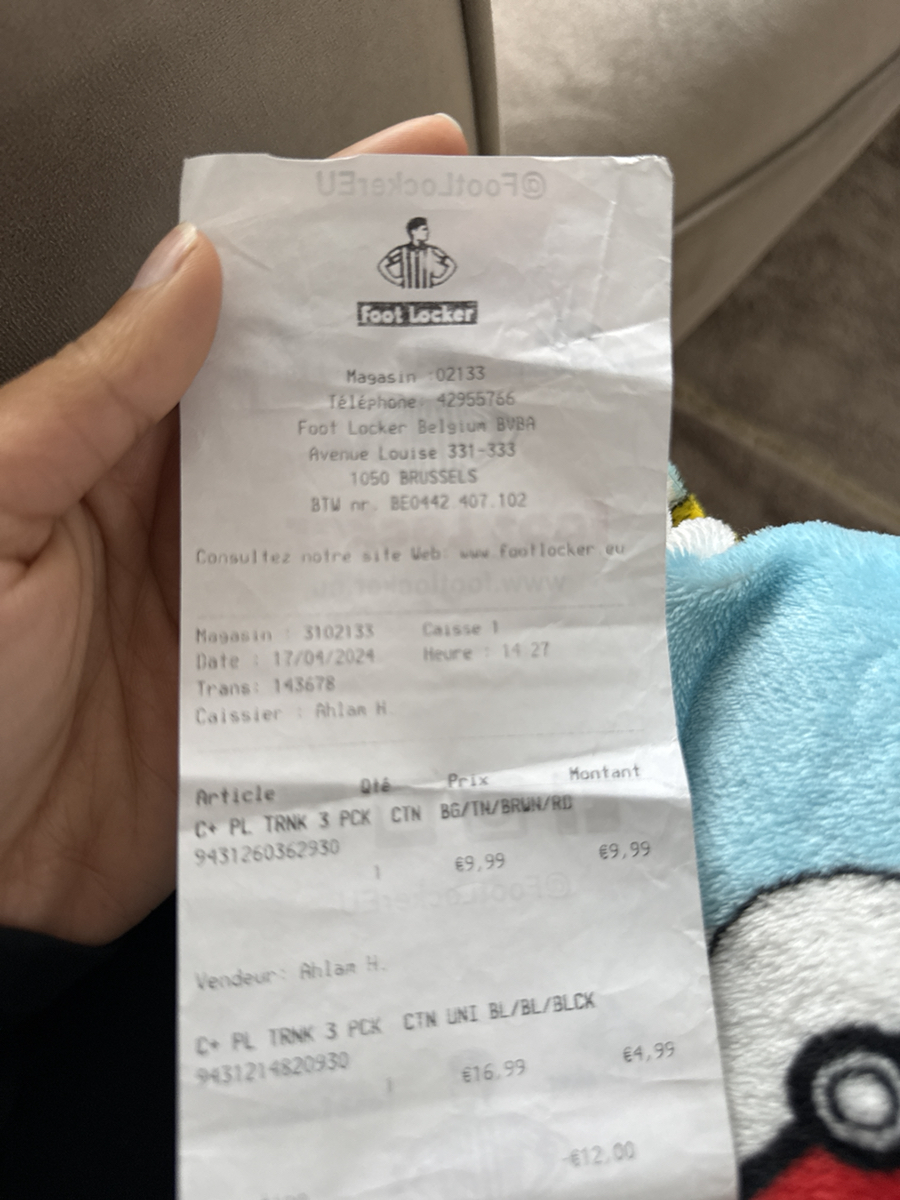 @FootLockerEU
Foot Locker
Magasin :02133
Téléphone: 42955766
Foot Locker Belgium BVBA
Avenue Louise 331-333
1050 BRUSSELS
BTW nr. BE0442.407.102
Consultez notre site Web: www.footlocker.eu
www.footlocker.eu
Magasin : 3102133 Caisse 1
Date : 17/04/2024 Heure : 14:27
Trans: 143678
Caissier : Ahlam H.
Article Qté Prix Montant
C+ PL TRNK 3 PCK CTN BG/TN/BRWN/RD
9431260362930
1 €9,99 €9,99
@FootLockerEU
Vendeur: Ahlam H.
C+ PL TRNK 3 PCK CTN UNI BL/BL/BLCK
9431214820930
1 €16,99 €4,99
-€12,00